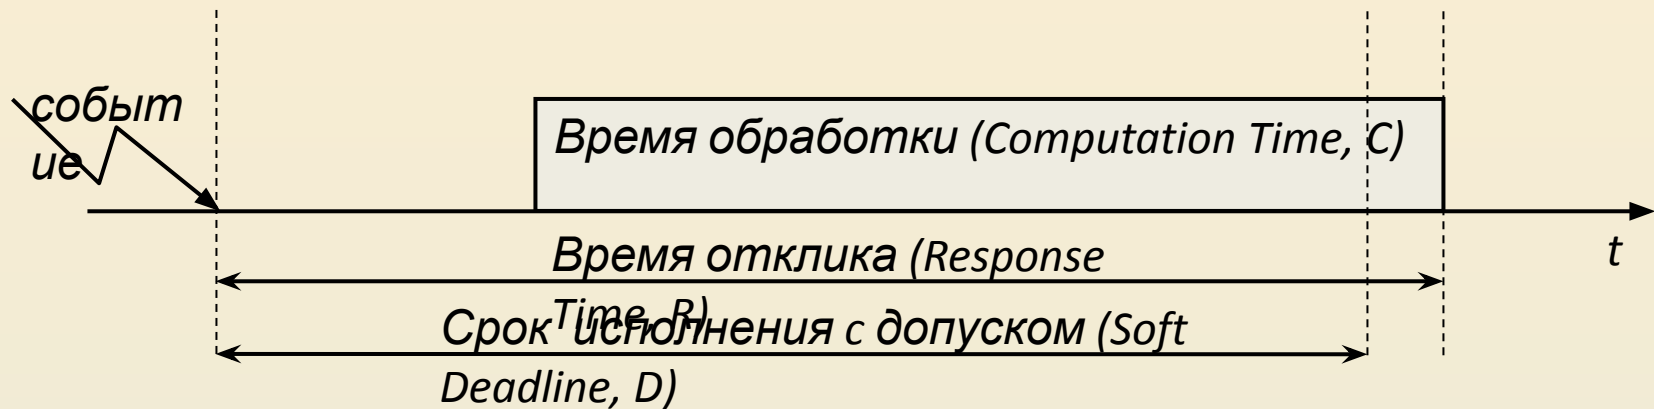 событ
ие
Время обработки (Computation Time, C)
Время отклика (Response
Time, R)
t
Срок исполнения с допуском (Soft
Deadline, D)